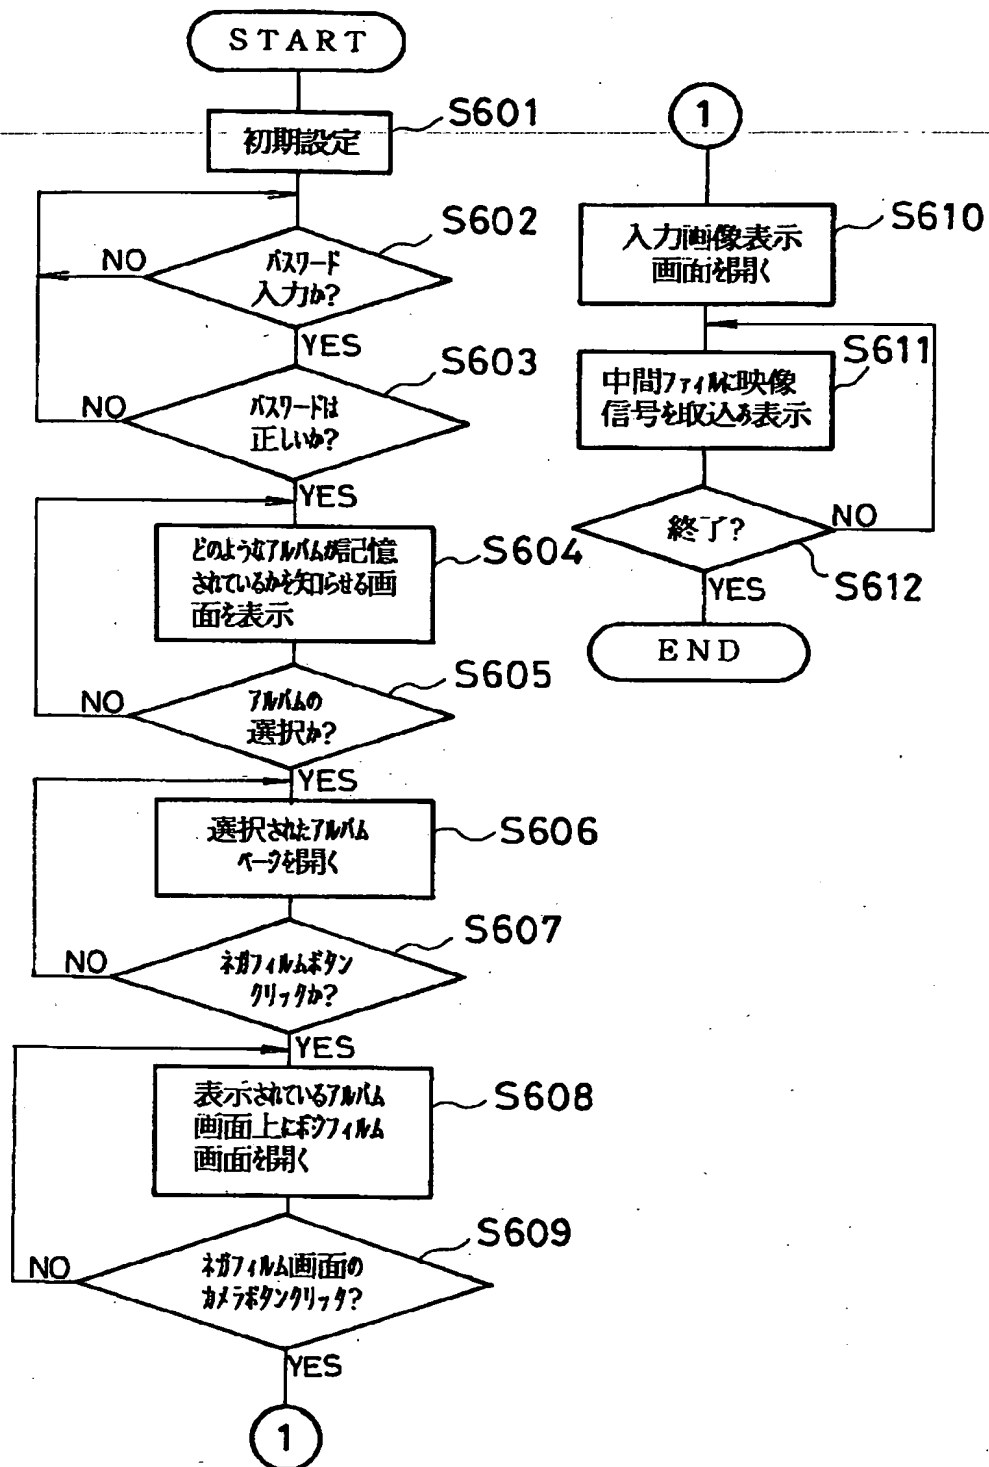 START
S601
初期設定
S602
パスワード
入力か?
NO
YES
S603
パスワードは
正しいか?
NO
YES
S604
どのようなアルバムが記憶
されているかを知らせる画
面を表示
S605
アルバムの
選択か?
NO
YES
S606
選択されたアルバム
ページを開く
S607
ネガフィルムボタン
クリックか?
NO
YES
S608
表示されているアルバム
画面上にポジフィルム
画面を開く
S609
ネガフィルム画面の
カメラボタンクリック?
NO
YES
1
1
S610
入力画像表示
画面を開く
S611
中間ファイルに映像
信号を取込み表示
終了?
NO
S612
YES
END